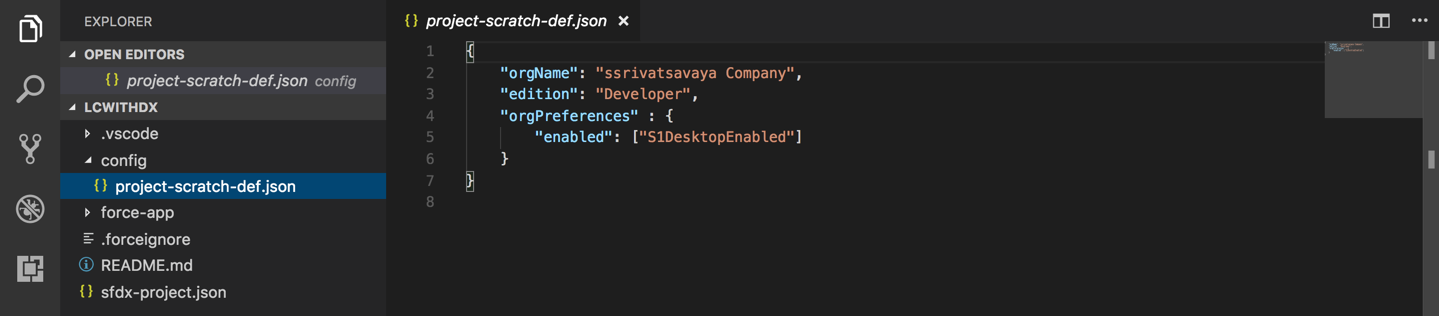 EXPLORER
OPEN EDITORS
{} project-scratch-def.json config
LCWITHDX
.vscode
config
{} project-scratch-def.json
force-app
.forceignore
README.md
{} sfdx-project.json
{} project-scratch-def.json ×
1 {
2 "orgName": "ssrivatsavaya Company",
3 "edition": "Developer",
4 "orgPreferences" : {
5 "enabled": ["S1DesktopEnabled"]
6 }
7 }
8